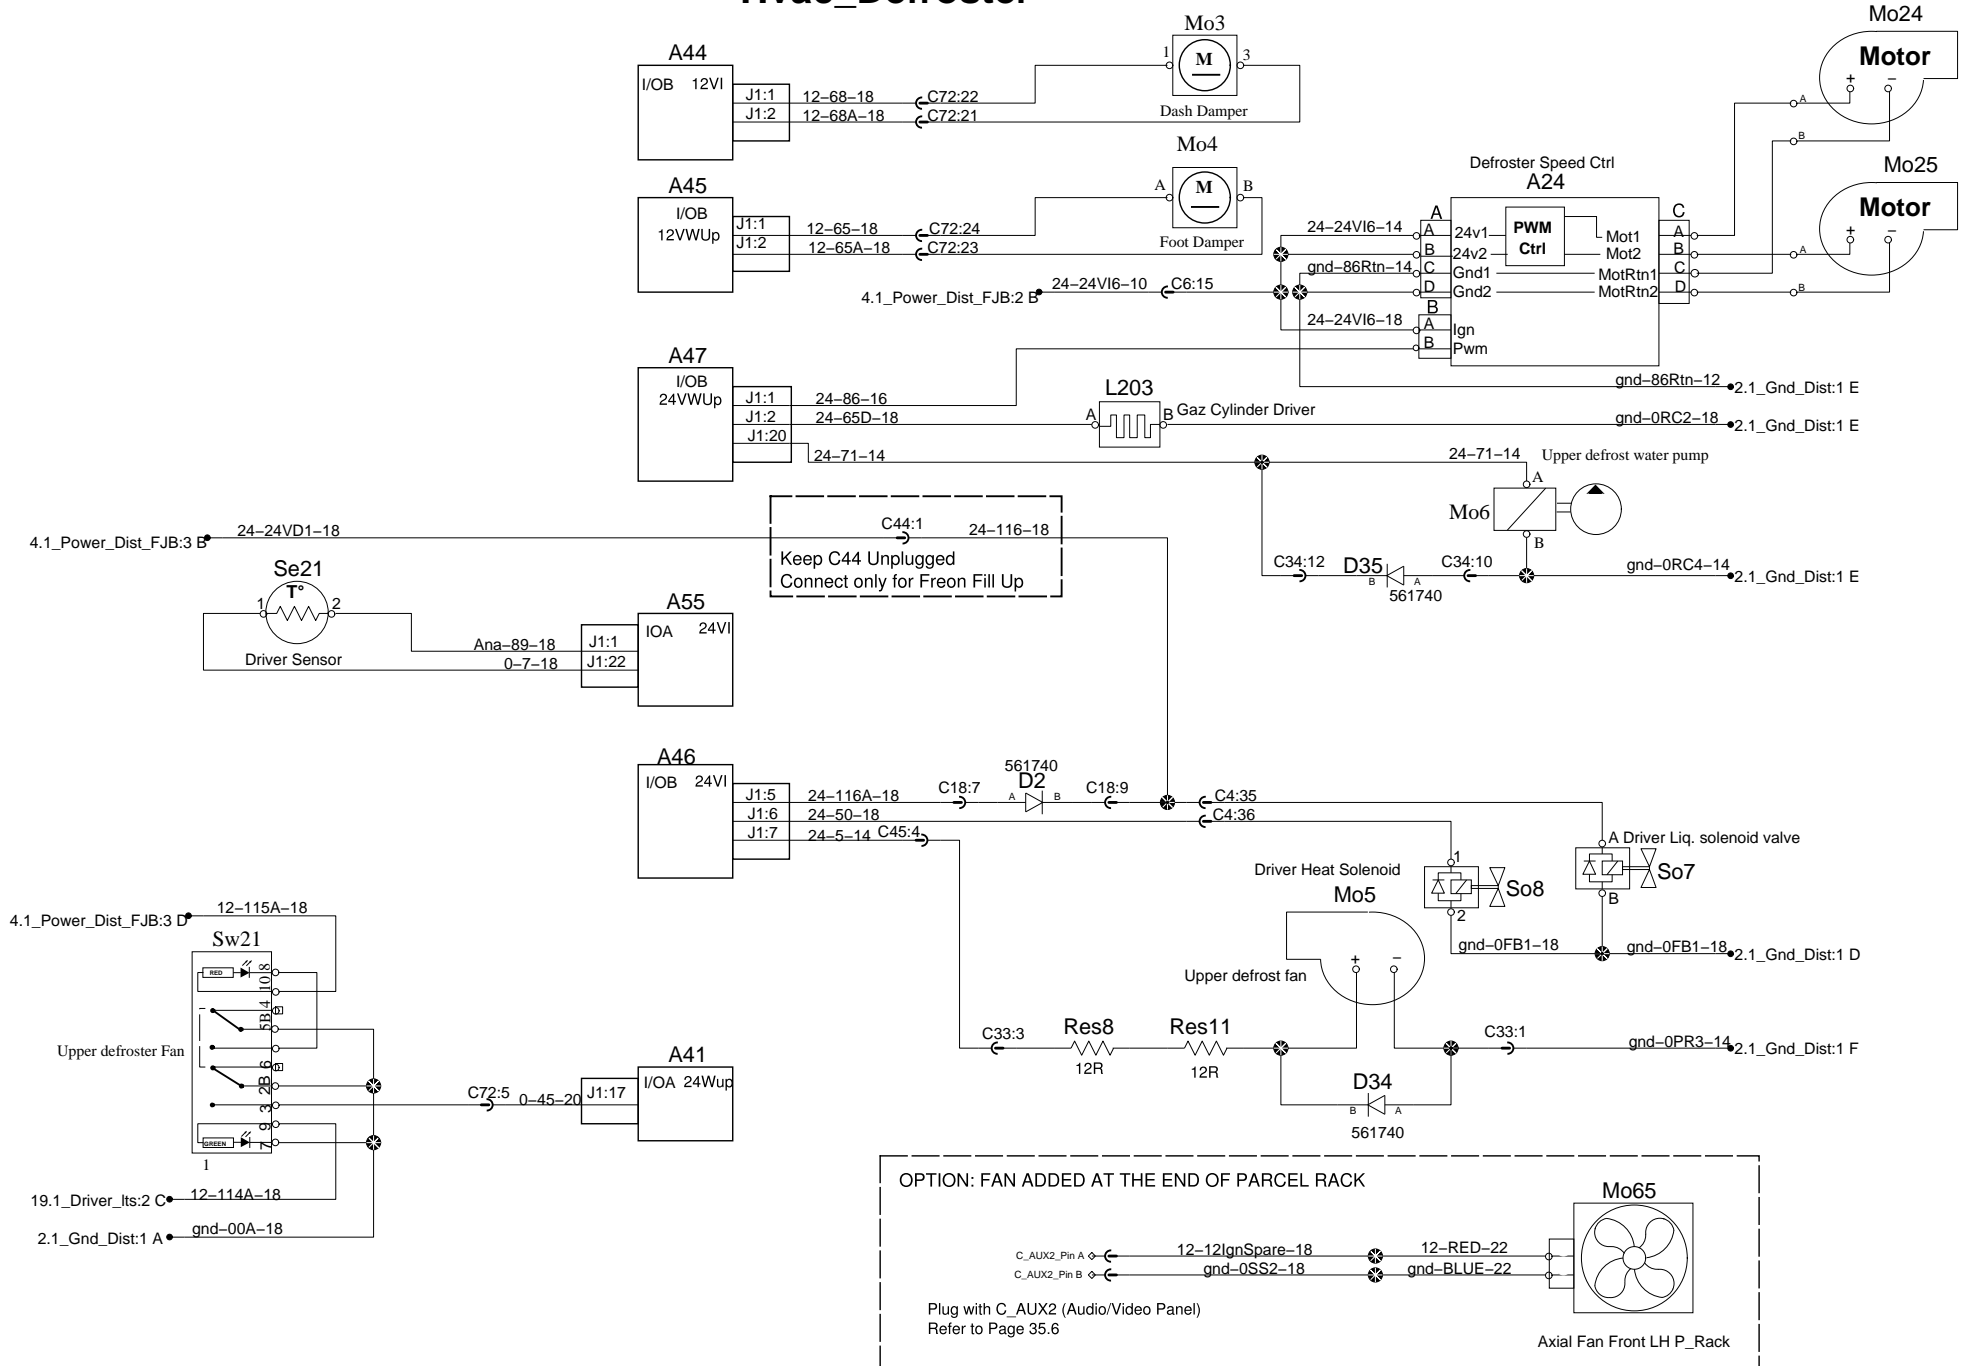 Mo3
Mo24
A44
I/OB 12VI
J1:1 12-68-18 C72:22
J1:2 12-68A-18 C72:21
1 M 3
Dash Damper
Motor
+ -
A
B
Mo4
A45
I/OB
12VWUp
J1:1 12-65-18 C72:24
J1:2 12-65A-18 C72:23
A M B
Foot Damper
Defroster Speed Ctrl
A24
Mo25
Motor
+ -
A
B
A C
24-24VI6-14 A 24v1 PWM Mot1 A
B 24v2 Ctrl Mot2 B
gnd-86Rtn-14 C Gnd1 MotRtn1 C
D Gnd2 MotRtn2 D
4.1_Power_Dist_FJB:2 B 24-24VI6-10 C6:15
B
24-24VI6-18 A Ign
B Pwm
A47
I/OB
24VWUp
J1:1 24-86-16
J1:2 24-65D-18
J1:20 24-71-14
L203
A B Gaz Cylinder Driver
gnd-86Rtn-12 2.1_Gnd_Dist:1 E
gnd-0RC2-18 2.1_Gnd_Dist:1 E
24-71-14 Upper defrost water pump
A
Mo6
B
C34:12 D35 C34:10 gnd-0RC4-14 2.1_Gnd_Dist:1 E
B A
561740
4.1_Power_Dist_FJB:3 B 24-24VD1-18 C44:1 24-116-18
Keep C44 Unplugged
Connect only for Freon Fill Up
Se21
T°
1 2
Driver Sensor
A55
IOA 24VI
Ana-89-18 J1:1
0-7-18 J1:22
A46
I/OB 24VI
561740
D2
J1:5 24-116A-18 C18:7 A B C18:9 C4:35
J1:6 24-50-18 C4:36
J1:7 24-5-14 C45:4
A Driver Liq. solenoid valve
So7
B
Driver Heat Solenoid
1
So8
2
gnd-0FB1-18 gnd-0FB1-18 2.1_Gnd_Dist:1 D
Mo5
+ -
Upper defrost fan
C33:3 Res8 Res11 C33:1 gnd-0PR3-14 2.1_Gnd_Dist:1 F
12R 12R
D34
B A
561740
4.1_Power_Dist_FJB:3 D 12-115A-18
Sw21
RED
8
10
4
5B
6
2B
3
9
7
GREEN
1
Upper defroster Fan
C72:5 0-45-20 J1:17
A41
I/OA 24Wup
19.1_Driver_lts:2 C 12-114A-18
2.1_Gnd_Dist:1 A gnd-00A-18
OPTION: FAN ADDED AT THE END OF PARCEL RACK
Mo65
C_AUX2_Pin A 12-12IgnSpare-18 12-RED-22
C_AUX2_Pin B gnd-0SS2-18 gnd-BLUE-22
Plug with C_AUX2 (Audio/Video Panel)
Refer to Page 35.6
Axial Fan Front LH P_Rack